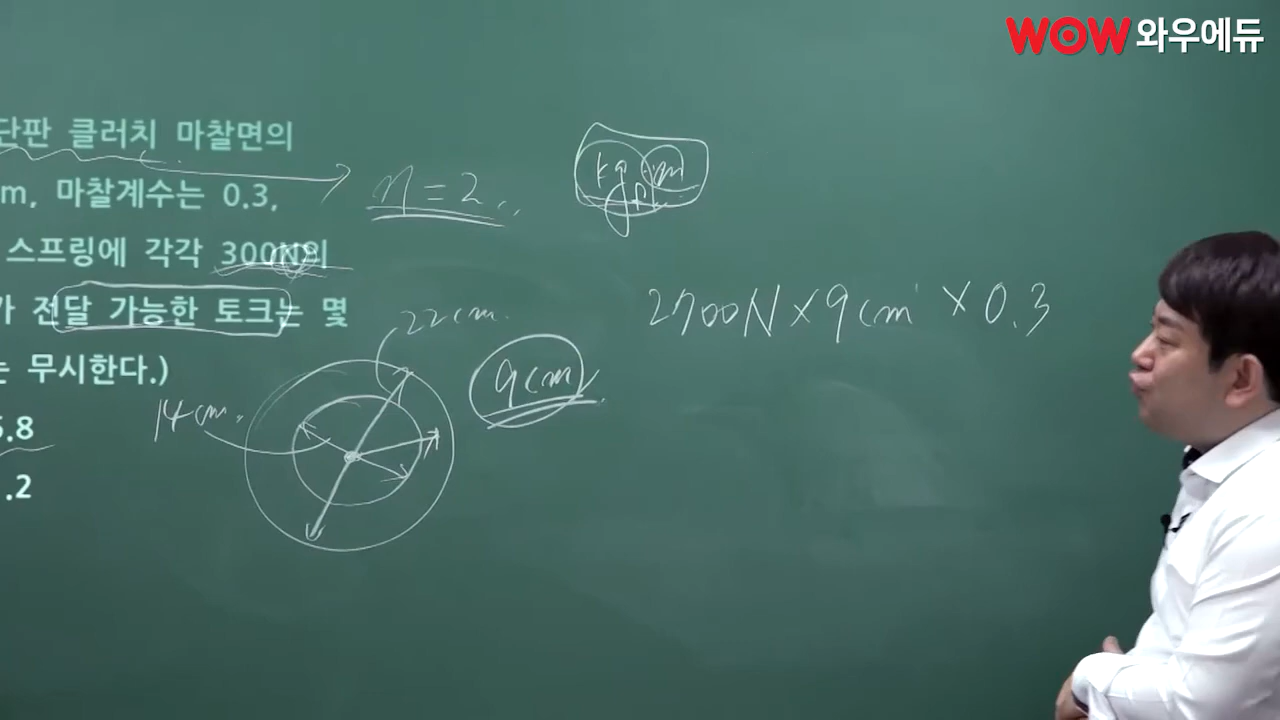 WOW 와우에듀
단판 클러치 마찰면의
m, 마찰계수는 0.3,
스프링에 각각 300N의
가 전달 가능한 토크는 몇
는 무시한다.)
5.8
.2
η = 2
kgf·m
22cm
14cm
9cm
2700N × 9cm × 0.3